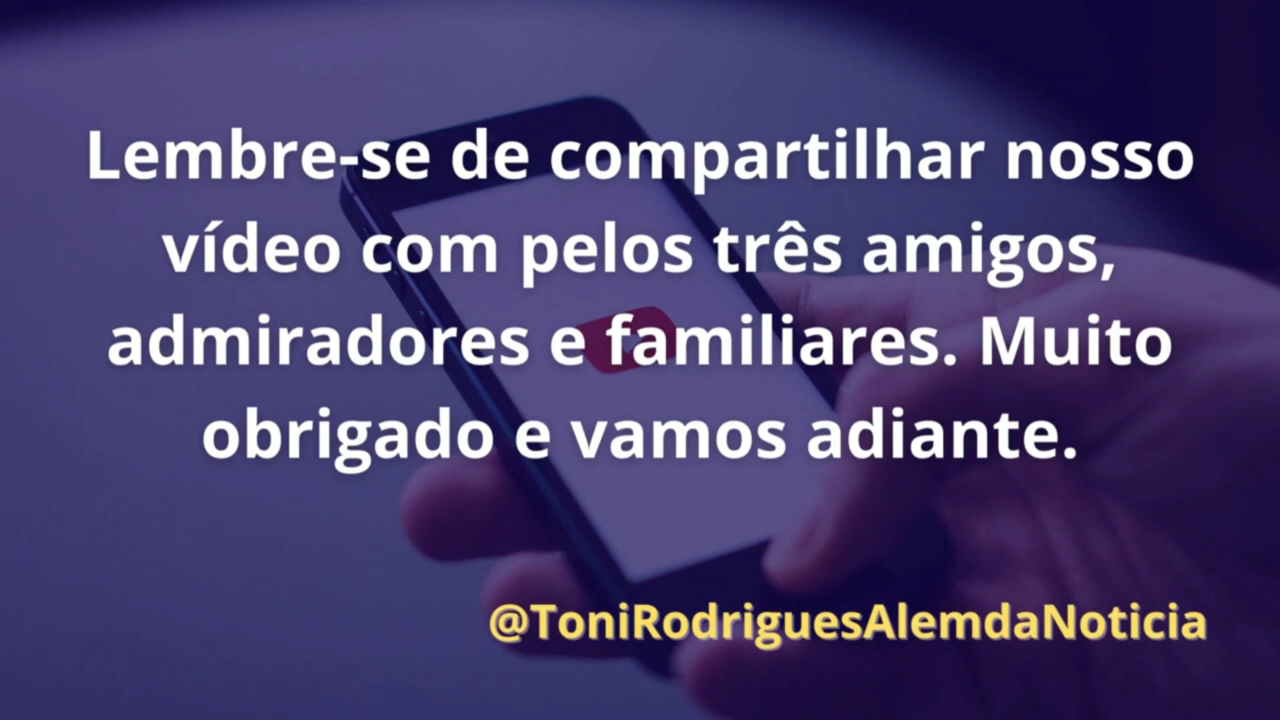 Lembre-se de compartilhar nosso
vídeo com pelos três amigos,
admiradores e familiares. Muito
obrigado e vamos adiante.
@ToniRodriguesAlemdaNoticia